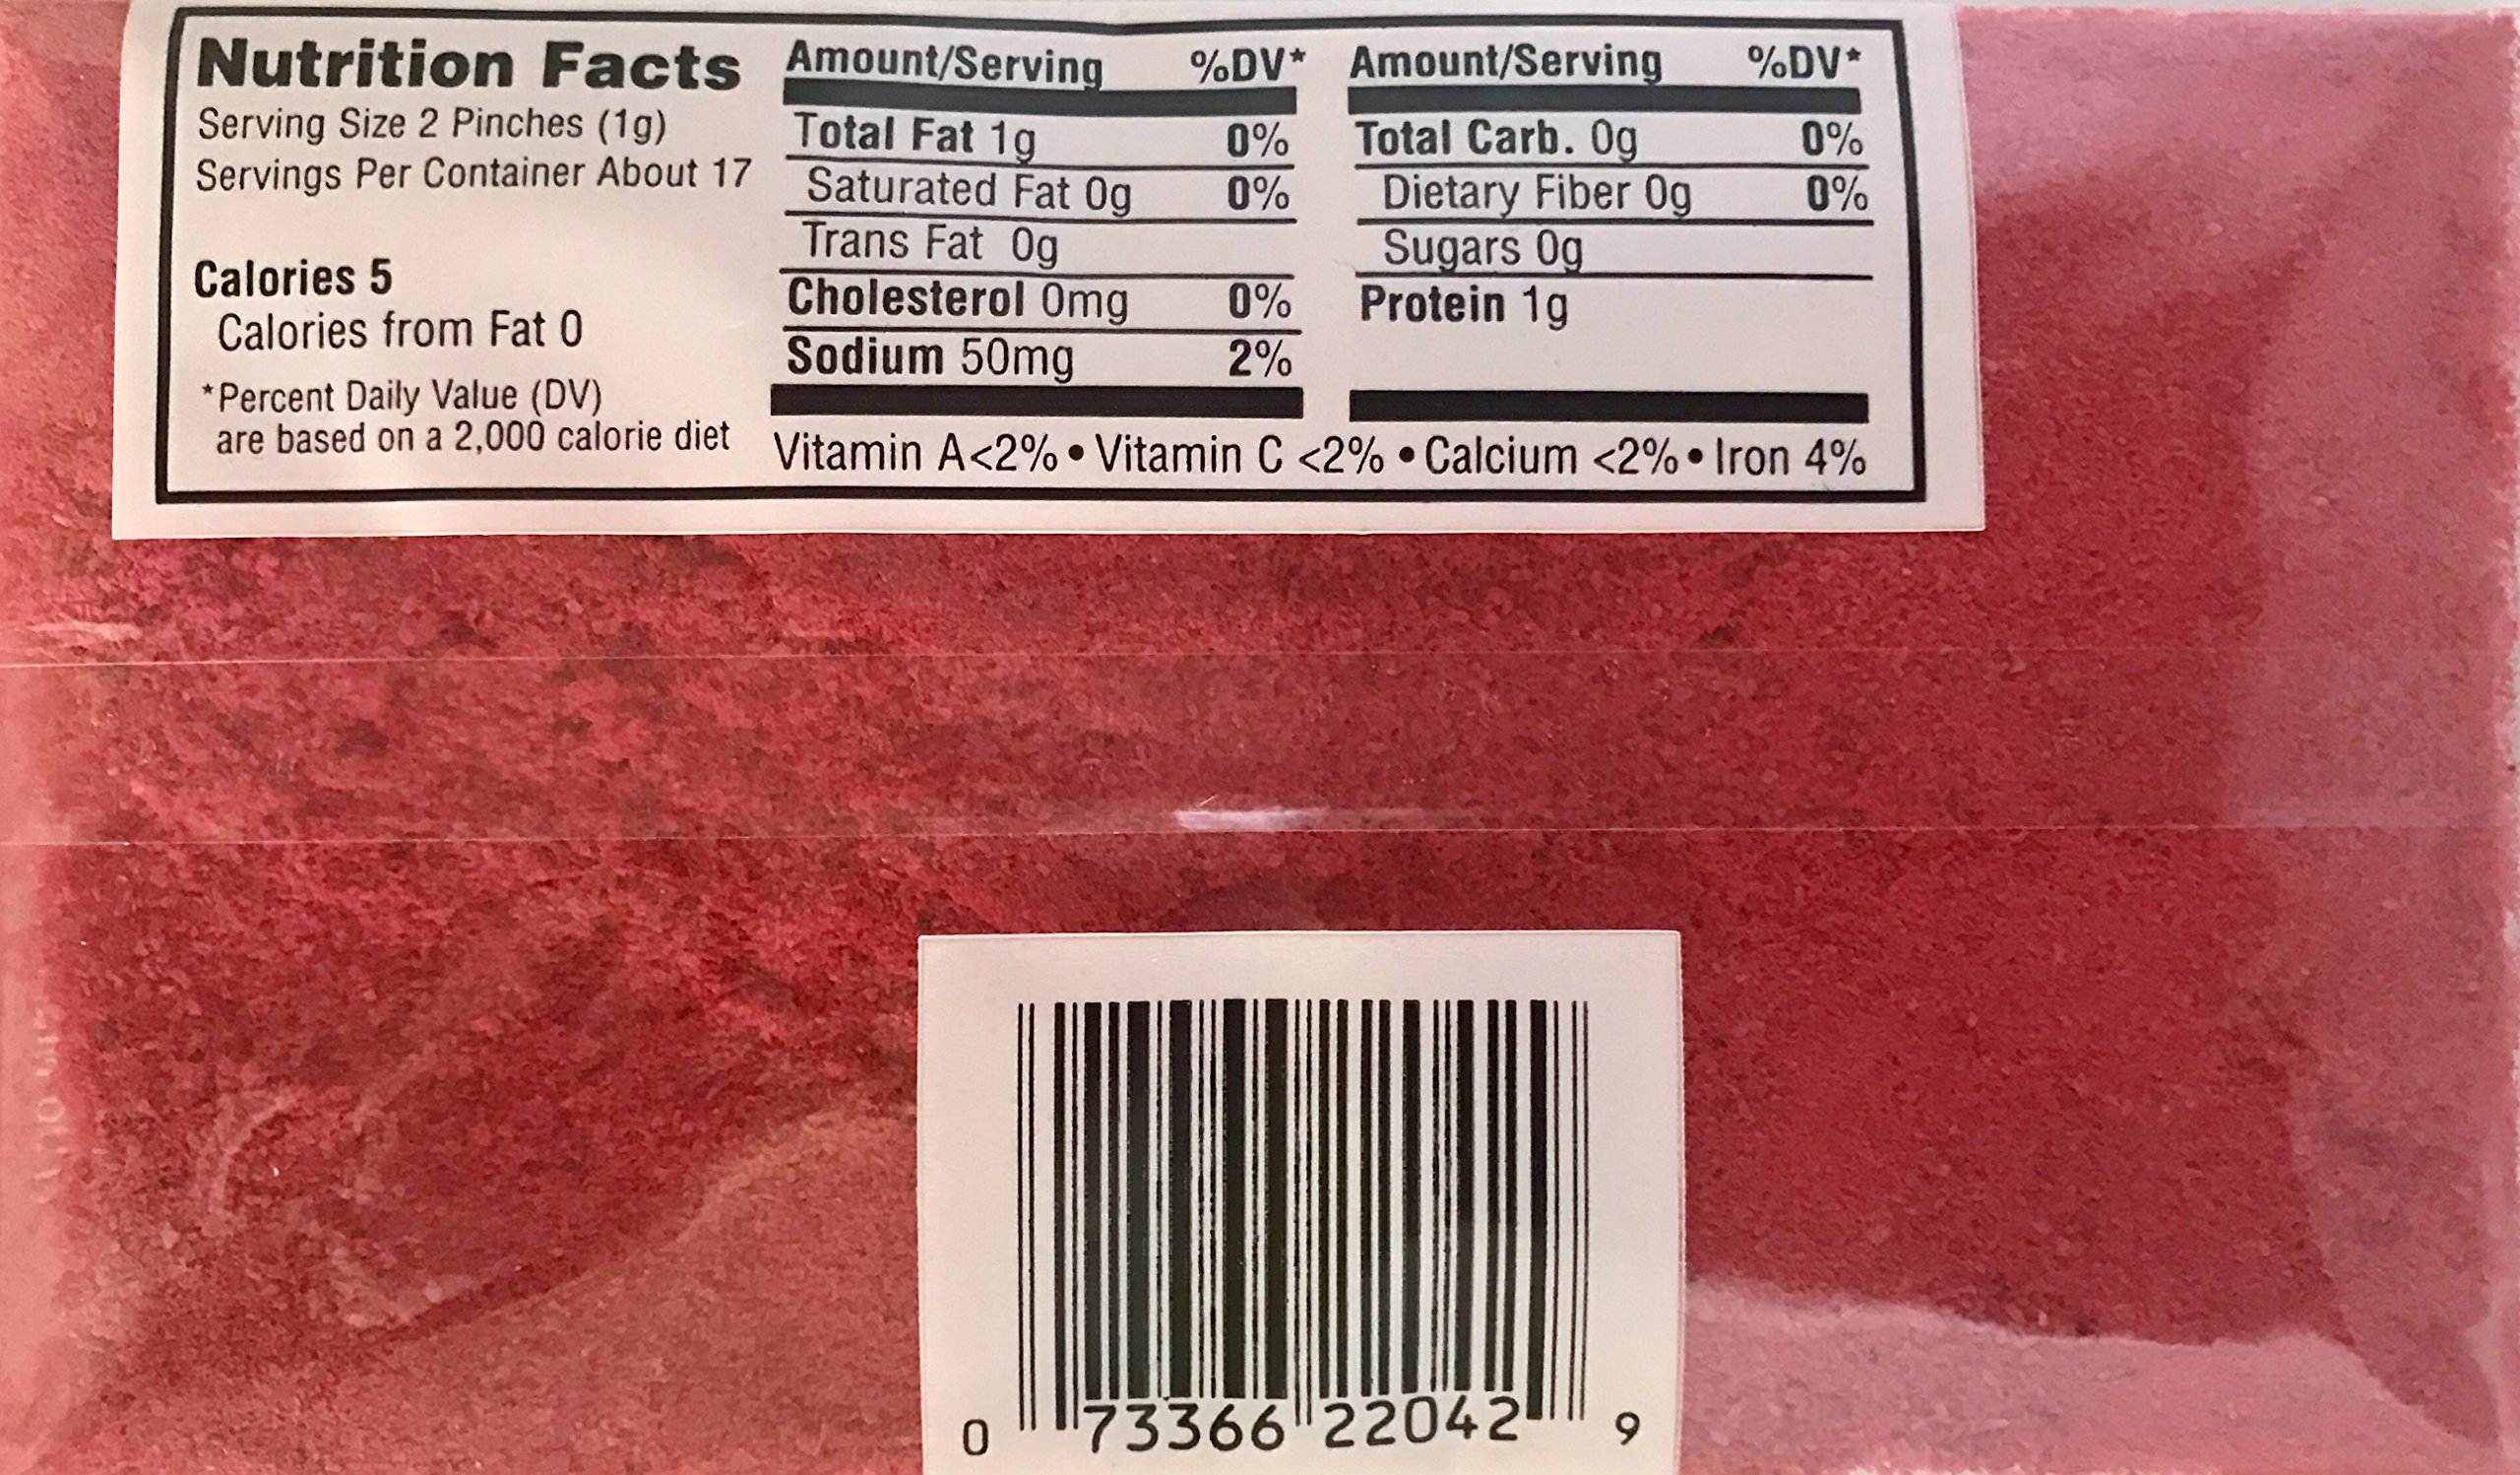 Nutrition Facts
Serving Size 2 Pinches (1g)
Servings Per Container About 17
Calories 5
Calories from Fat 0
*Percent Daily Value (DV)
are based on a 2,000 calorie diet
Amount/Serving %DV*
Total Fat 1g 0%
Saturated Fat 0g 0%
Trans Fat 0g
Cholesterol 0mg 0%
Sodium 50mg 2%
Amount/Serving %DV*
Total Carb. 0g 0%
Dietary Fiber 0g 0%
Sugars 0g
Protein 1g
Vitamin A<2% • Vitamin C <2% • Calcium <2% • Iron 4%
0 73366 22042 9